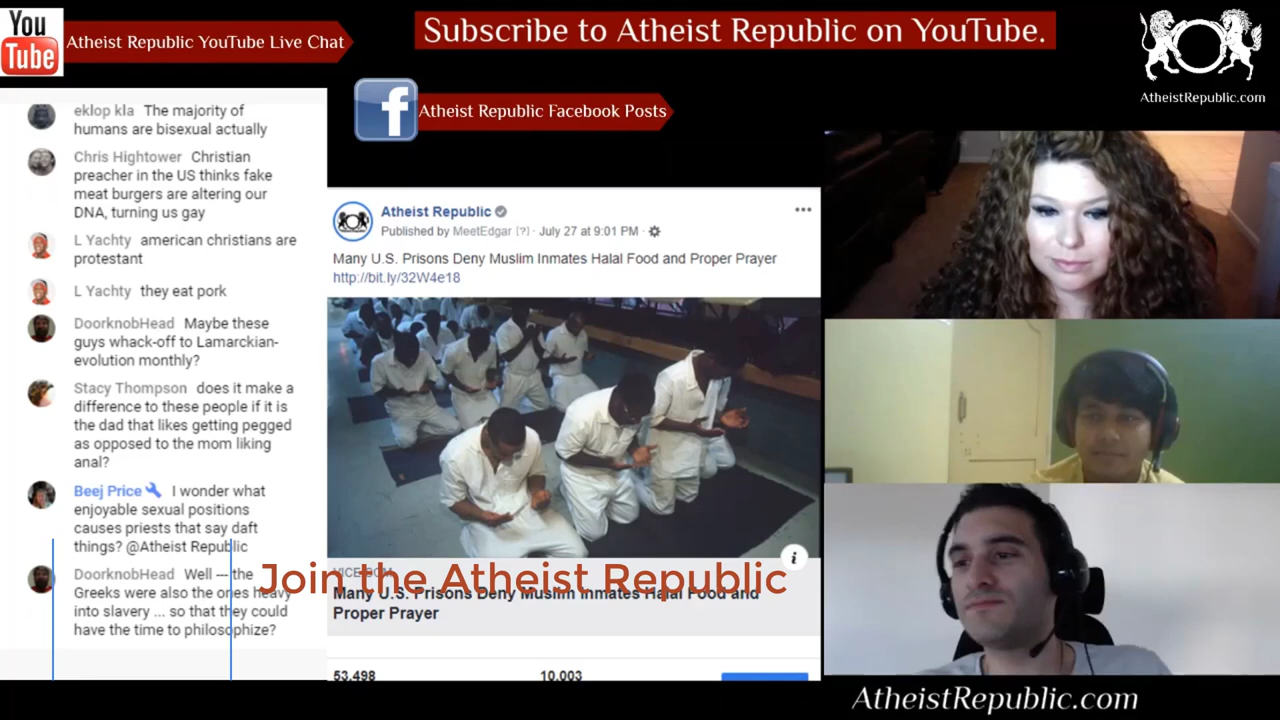 You
Tube
Atheist Republic YouTube Live Chat
Subscribe to Atheist Republic on YouTube.
AtheistRepublic.com
f
Atheist Republic Facebook Posts
eklop kla The majority of
humans are bisexual actually
Chris Hightower Christian
preacher in the US thinks fake
meat burgers are altering our
DNA, turning us gay
L Yachty american christians are
protestant
L Yachty they eat pork
DoorknobHead Maybe these
guys whack-off to Lamarckian-
evolution monthly?
Stacy Thompson does it make a
difference to these people if it is
the dad that likes getting pegged
as opposed to the mom liking
anal?
Beej Price I wonder what
enjoyable sexual positions
causes priests that say daft
things? @Atheist Republic
DoorknobHead Well -- the
Greeks were also the ones heavy
into slavery ... so that they could
have the time to philosophize?
Atheist Republic
Published by MeetEdgar [?] · July 27 at 9:01 PM ·
Many U.S. Prisons Deny Muslim Inmates Halal Food and Proper Prayer
http://bit.ly/32W4e18
i
VICE.COM
Join the Atheist Republic
Many U.S. Prisons Deny Muslim Inmates Halal Food and
Proper Prayer
53,498 10,003
AtheistRepublic.com